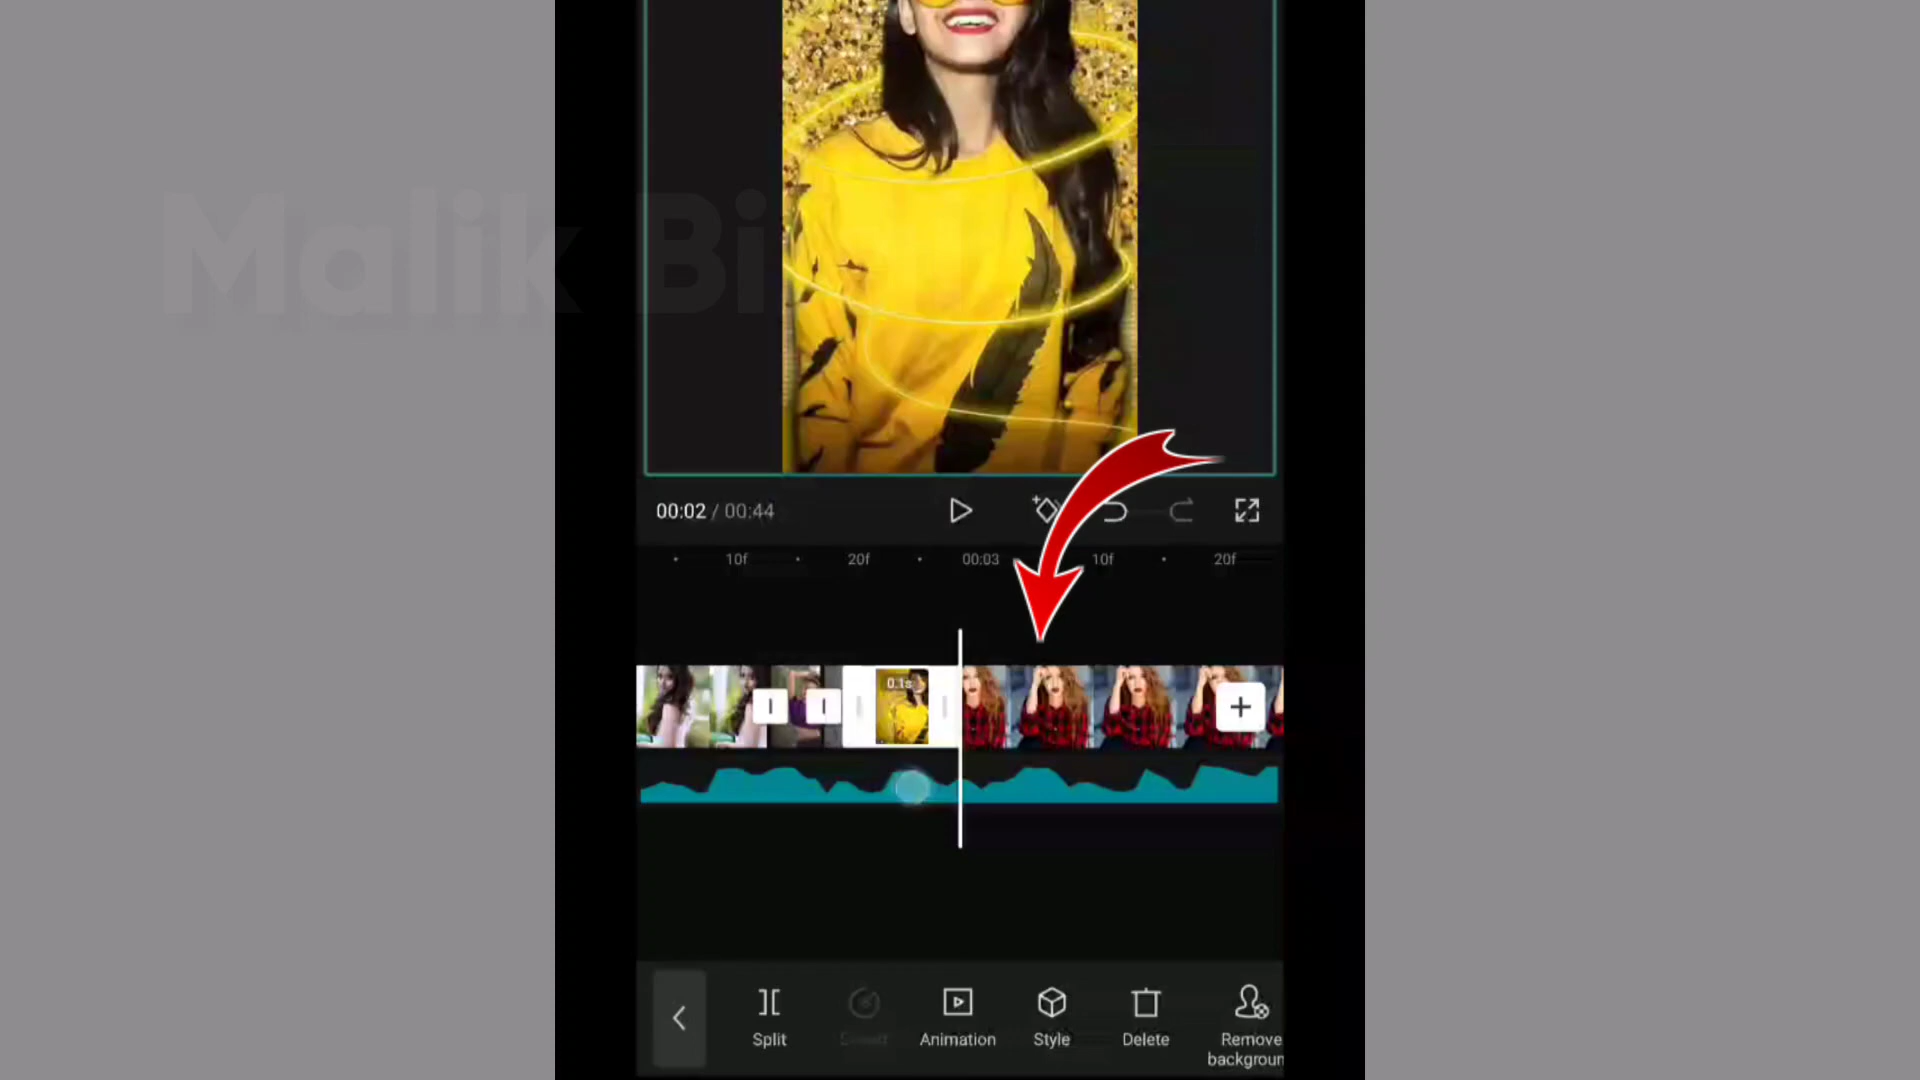 Malik Bi
00:02 / 00:44
10f 20f 00:03 10f 20f
0.1s
Split Animation Style Delete Remove
backgroun